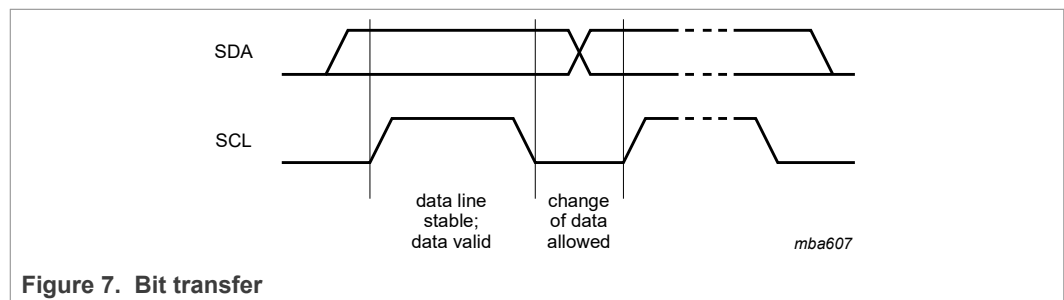 SDA
SCL
data line
stable;
data valid
change
of data
allowed
mba607
Figure 7. Bit transfer